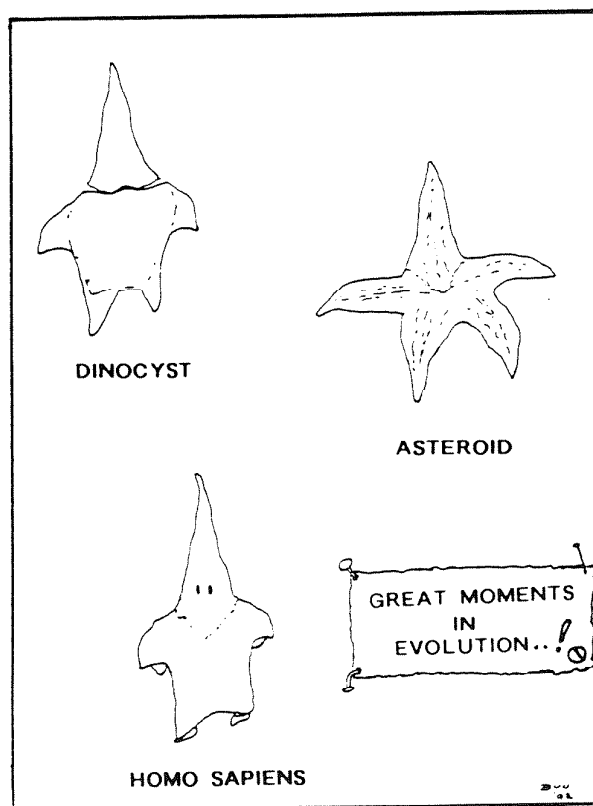 DINOCYST
ASTEROID
HOMO SAPIENS
GREAT MOMENTS
IN
EVOLUTION..!